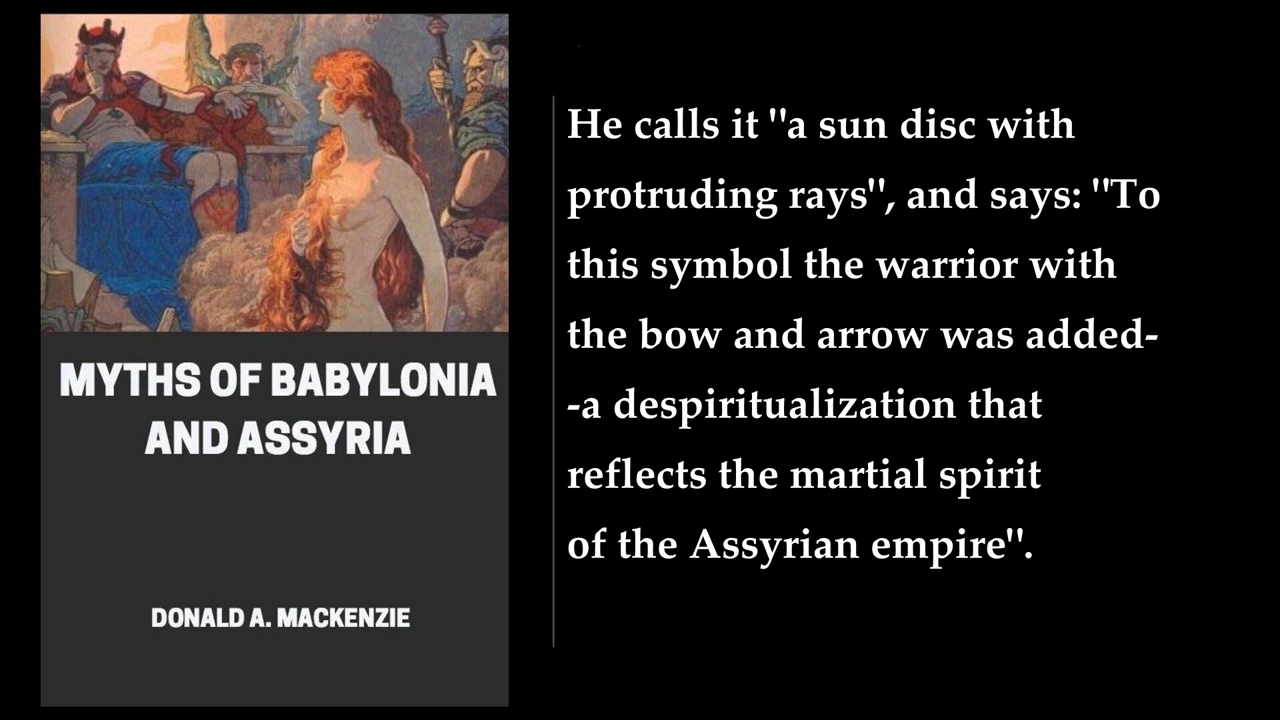 MYTHS OF BABYLONIA
AND ASSYRIA
DONALD A. MACKENZIE
He calls it "a sun disc with
protruding rays", and says: "To
this symbol the warrior with
the bow and arrow was added-
-a despiritualization that
reflects the martial spirit
of the Assyrian empire".